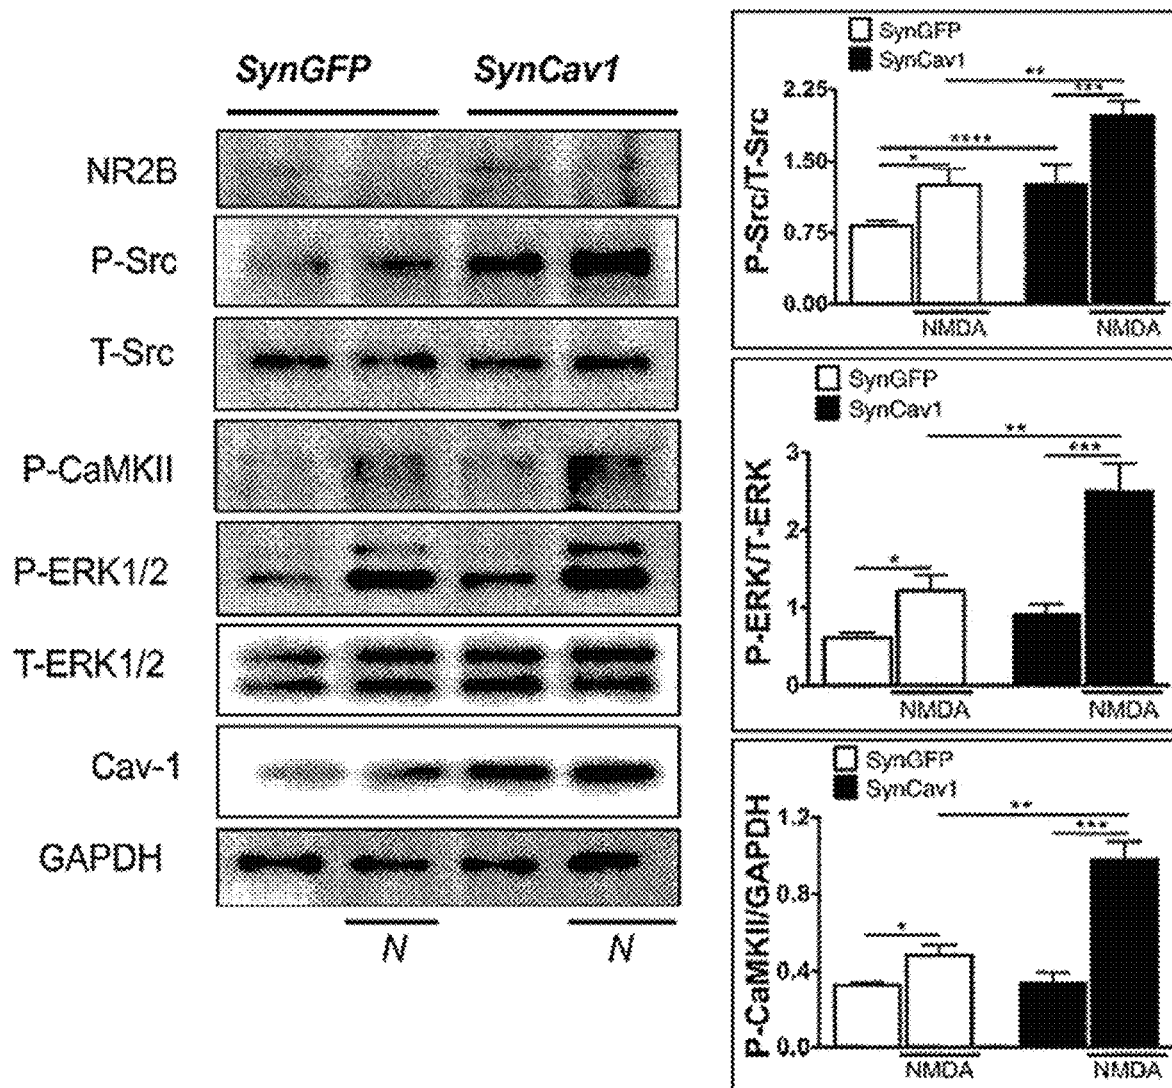 SynGFP SynCav1
NR2B
P-Src
T-Src
P-CaMKII
P-ERK1/2
T-ERK1/2
Cav-1
GAPDH
N N
SynGFP
SynCav1
**
***
****
*
2.25
1.50
0.75
0.00
P-Src/T-Src
NMDA NMDA
SynGFP
SynCav1
**
***
*
3
2
1
0
P-ERK/T-ERK
NMDA NMDA
SynGFP
SynCav1
**
***
*
1.2
0.8
0.4
0.0
P-CaMKII/GAPDH
NMDA NMDA